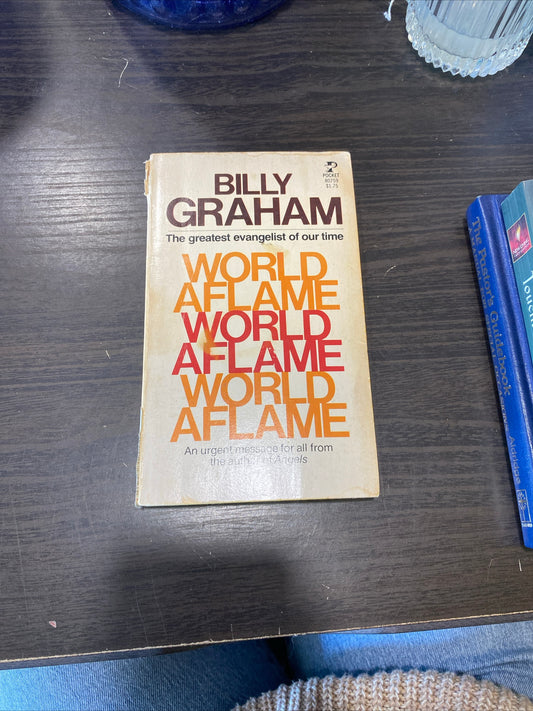 POCKET
80759
$1.75
BILLY
GRAHAM
The greatest evangelist of our time
WORLD
AFLAME
WORLD
AFLAME
WORLD
AFLAME
An urgent message for all from
the author of Angels
The Pastor's Guidebook